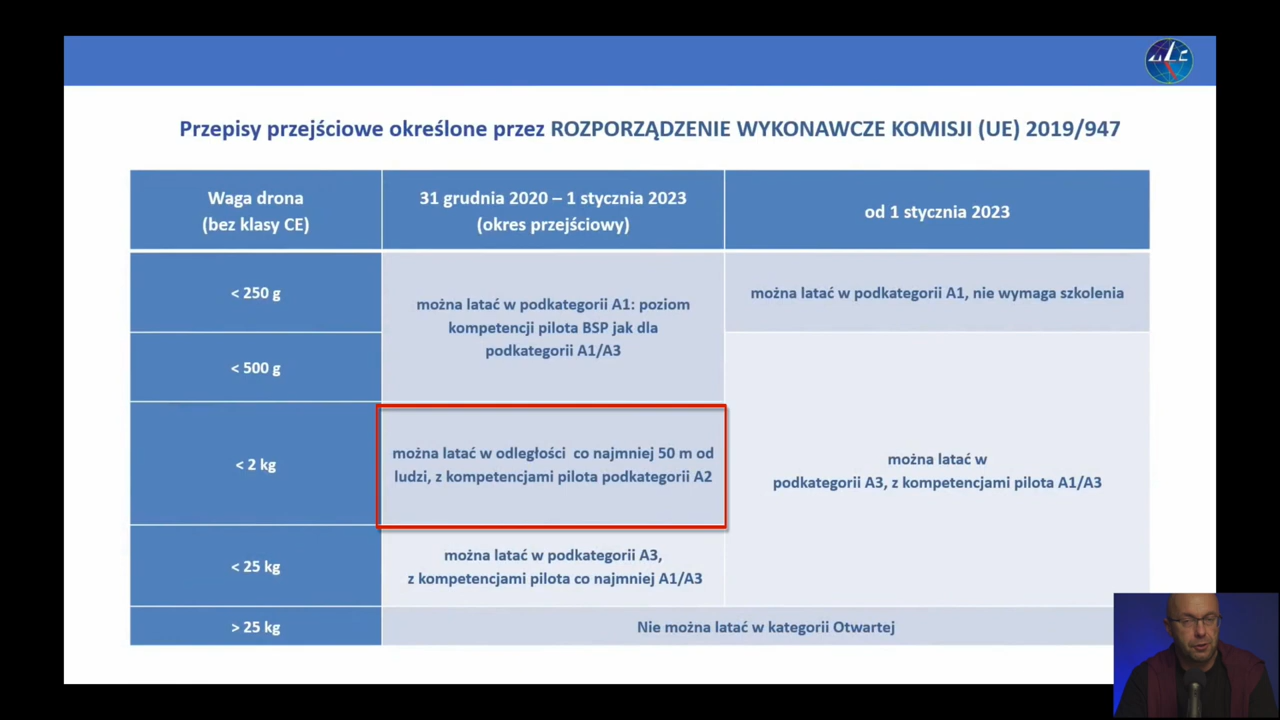 ULC
Przepisy przejściowe określone przez ROZPORZĄDZENIE WYKONAWCZE KOMISJI (UE) 2019/947
Waga drona
(bez klasy CE)
31 grudnia 2020 – 1 stycznia 2023
(okres przejściowy)
od 1 stycznia 2023
< 250 g
można latać w podkategorii A1: poziom
kompetencji pilota BSP jak dla
podkategorii A1/A3
można latać w podkategorii A1, nie wymaga szkolenia
< 500 g
< 2 kg
można latać w odległości  co najmniej 50 m od
ludzi, z kompetencjami pilota podkategorii A2
można latać w
podkategorii A3, z kompetencjami pilota A1/A3
< 25 kg
można latać w podkategorii A3,
z kompetencjami pilota co najmniej A1/A3
> 25 kg
Nie można latać w kategorii Otwartej